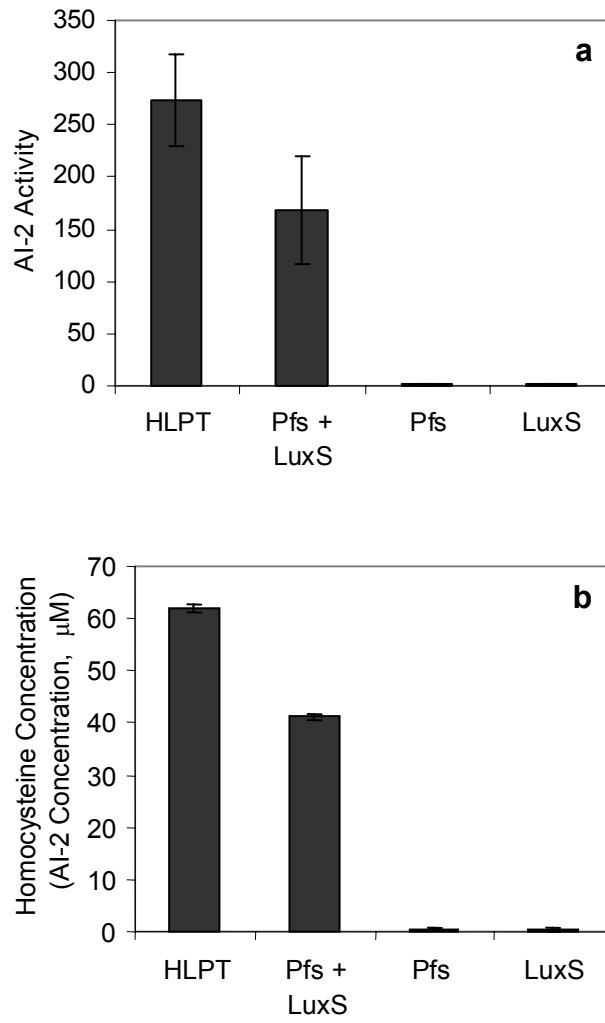 a
AI-2 Activity
350
300
250
200
150
100
50
0
HLPT
Pfs +
LuxS
Pfs
LuxS
b
Homocysteine Concentration
(AI-2 Concentration, μM)
70
60
50
40
30
20
10
0
HLPT
Pfs +
LuxS
Pfs
LuxS